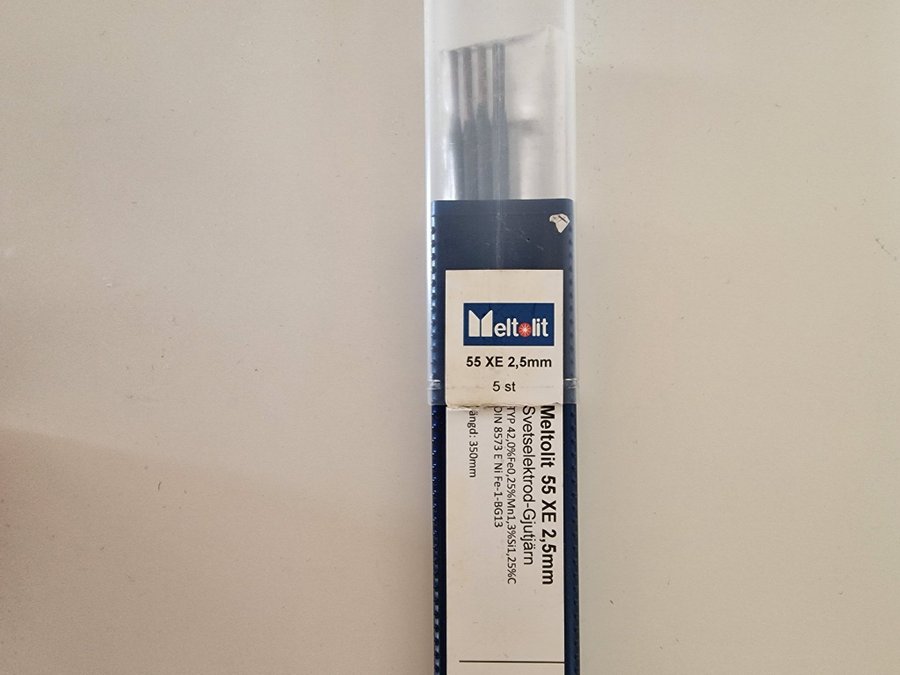 Meltolit
55 XE 2,5mm
5 st
Meltolit 55 XE 2,5mm
Svetselektrod-Gjutjärn
TYP 42,0%Fe0,25%Mn1,3%Si1,25%C
DIN 8573 E Ni Fe-1-BG13
ängd: 350mm